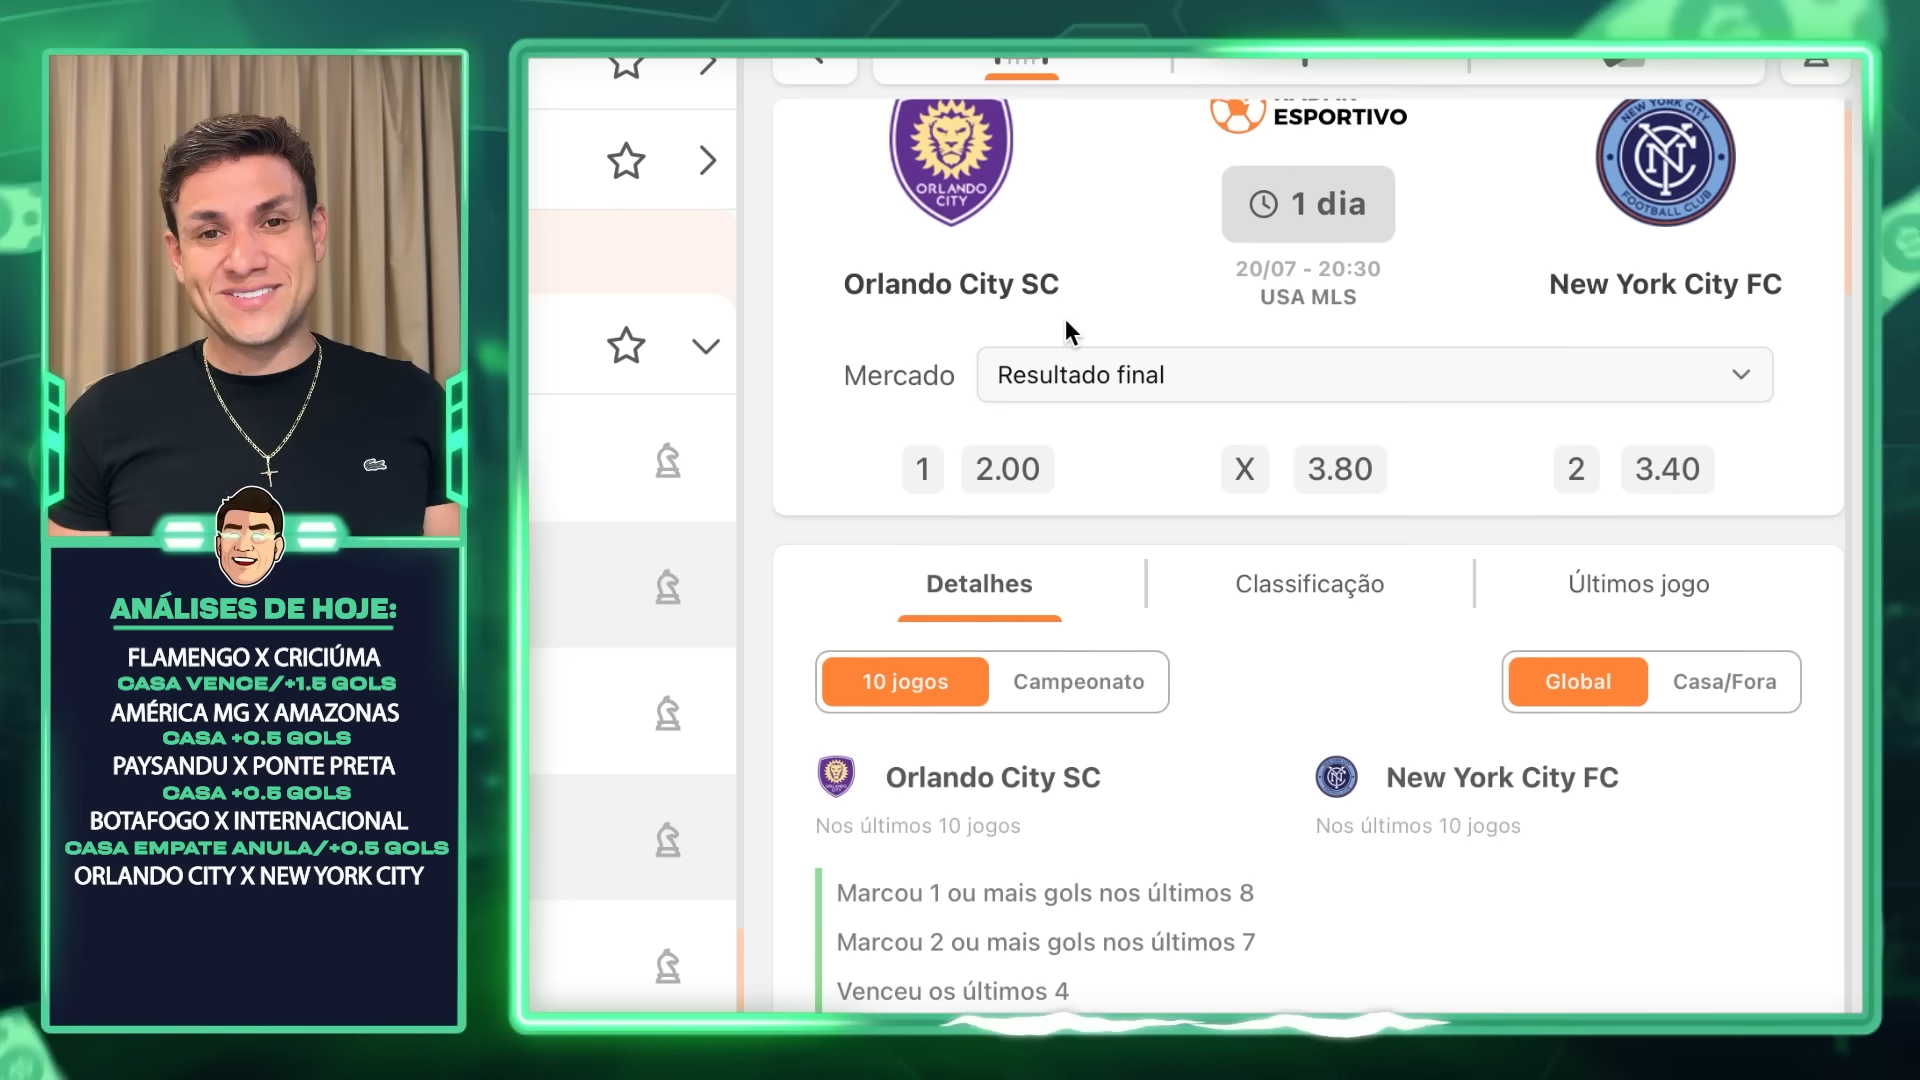 ANÁLISES DE HOJE:
FLAMENGO X CRICIÚMA
CASA VENCE/+1.5 GOLS
AMÉRICA MG X AMAZONAS
CASA +0.5 GOLS
PAYSANDU X PONTE PRETA
CASA +0.5 GOLS
BOTAFOGO X INTERNACIONAL
CASA EMPATE ANULA/+0.5 GOLS
ORLANDO CITY X NEW YORK CITY
ORLANDO
CITY
ESPORTIVO
NEW YORK CITY
FOOTBALL CLUB
NYC
1 dia
20/07 - 20:30
USA MLS
Orlando City SC
New York City FC
Mercado
Resultado final
1 2.00
X 3.80
2 3.40
Detalhes
Classificação
Últimos jogo
10 jogos
Campeonato
Global
Casa/Fora
Orlando City SC
New York City FC
Nos últimos 10 jogos
Nos últimos 10 jogos
Marcou 1 ou mais gols nos últimos 8
Marcou 2 ou mais gols nos últimos 7
Venceu os últimos 4